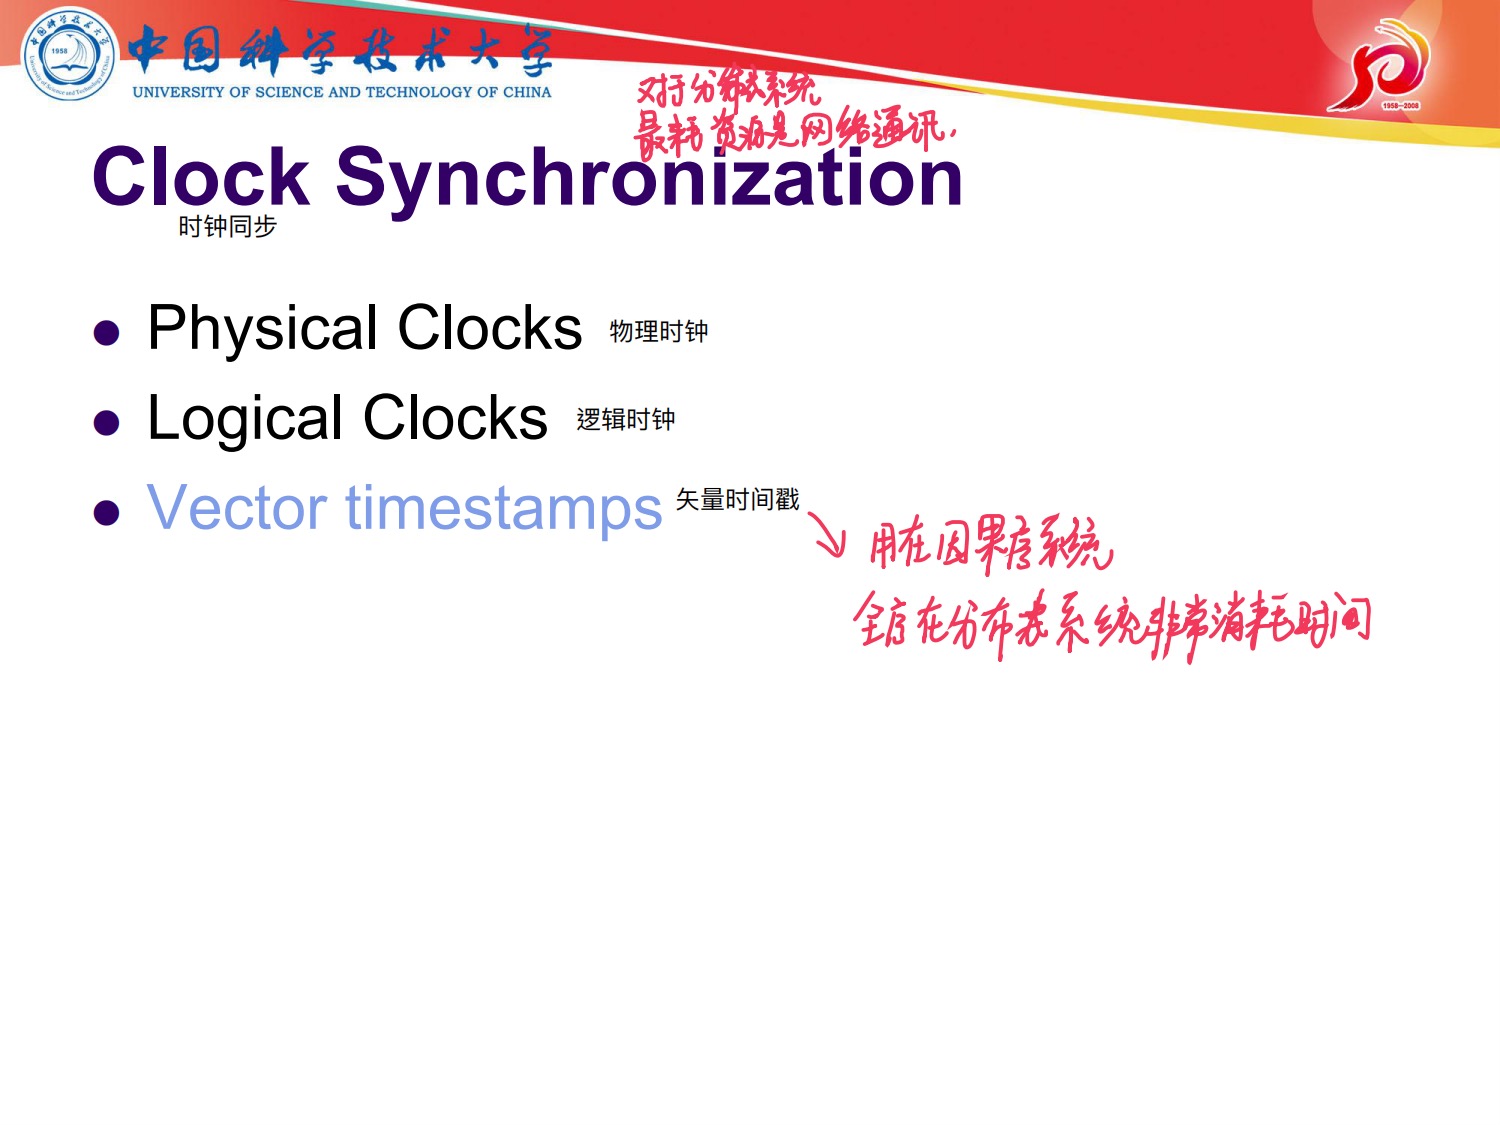 中国科学技术大学
UNIVERSITY OF SCIENCE AND TECHNOLOGY OF CHINA
1958
1958—2008
对于分布式系统
最耗资源是网络通讯.
Clock Synchronization
时钟同步
● Physical Clocks 物理时钟
● Logical Clocks 逻辑时钟
● Vector timestamps 矢量时间戳
用在因果序系统
全序在分布式系统非常消耗时间